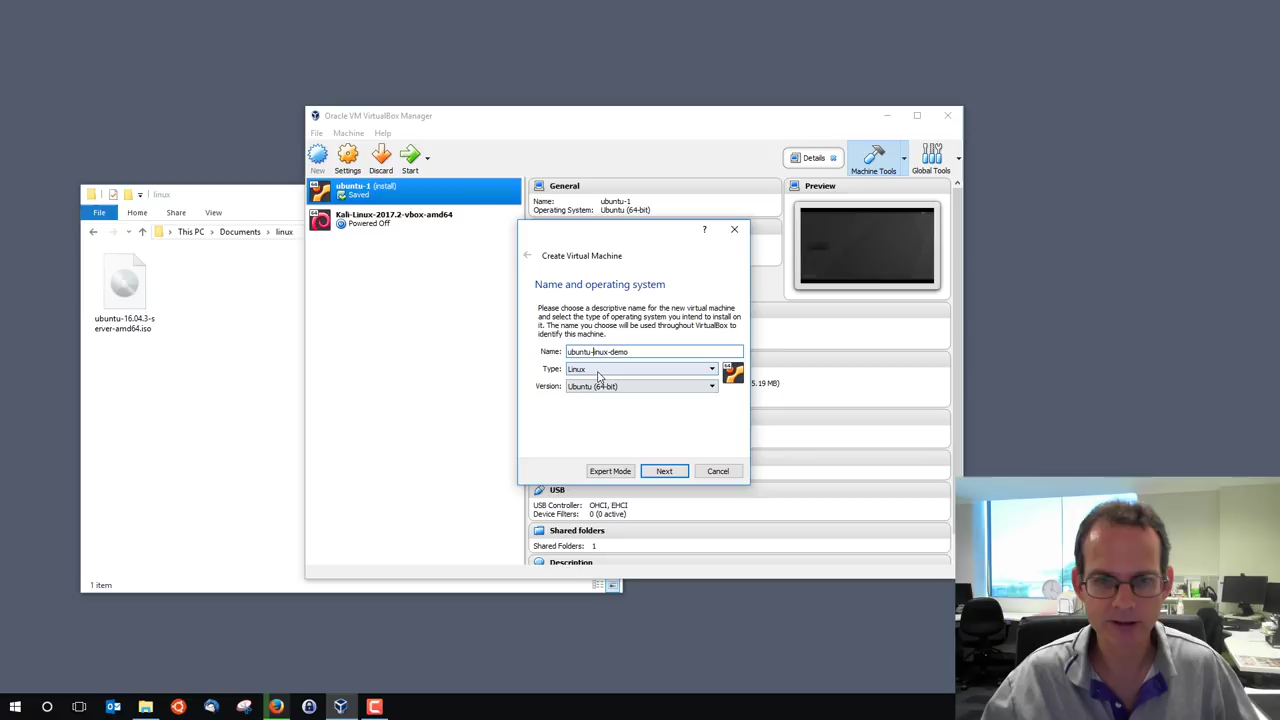 Oracle VM VirtualBox Manager
File Machine Help
New Settings Discard Start
Details Machine Tools Global Tools
ubuntu-1 (install)
Saved
Kali-Linux-2017.2-vbox-amd64
Powered Off
General
Name: ubuntu-1
Operating System: Ubuntu (64-bit)
Preview
linux
File Home Share View
This PC Documents linux
ubuntu-16.04.3-s
erver-amd64.iso
1 item
?
Create Virtual Machine
Name and operating system
Please choose a descriptive name for the new virtual machine
and select the type of operating system you intend to install on
it. The name you choose will be used throughout VirtualBox to
identify this machine.
Name: ubuntu-linux-demo
Type: Linux
64
Version: Ubuntu (64-bit)
Expert Mode Next Cancel
5.19 MB)
USB
USB Controller: OHCI, EHCI
Device Filters: 0 (0 active)
Shared folders
Shared Folders: 1
Description